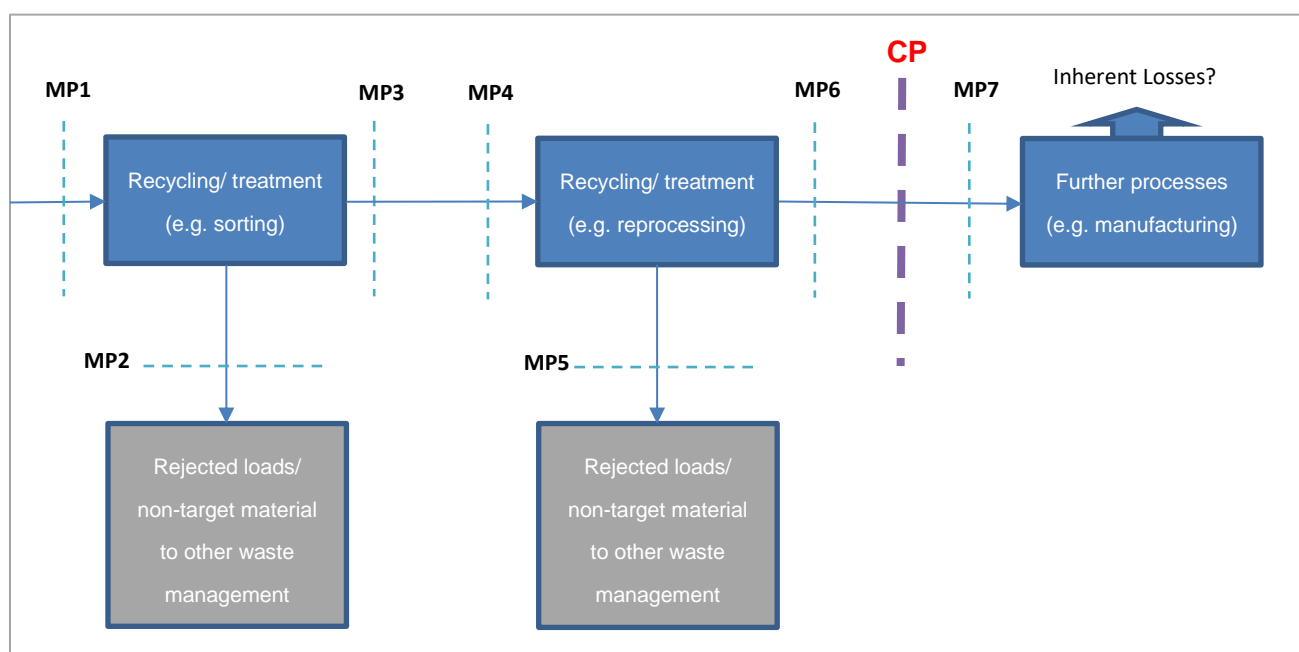 CP
Inherent Losses?
MP1
MP3
MP4
MP6
MP7
Recycling/ treatment
(e.g. sorting)
Recycling/ treatment
(e.g. reprocessing)
Further processes
(e.g. manufacturing)
MP2
MP5
Rejected loads/
non-target material
to other waste
management
Rejected loads/
non-target material
to other waste
management